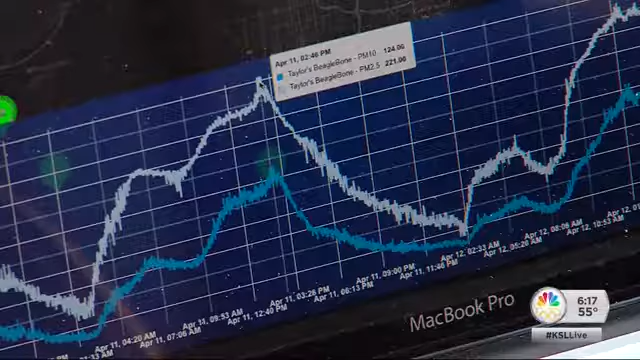 Apr 11, 02:46 PM
Taylor's BeagleBone - PM10 124.00
Taylor's BeagleBone - PM2.5 221.00
Apr 11, 04:20 AM
Apr 11, 07:06 AM
Apr 11, 09:53 AM
Apr 11, 12:40 PM
Apr 11, 03:26 PM
Apr 11, 06:13 PM
Apr 11, 09:00 PM
Apr 11, 11:46 PM
Apr 12, 02:33 AM
Apr 12, 05:20 AM
Apr 12, 08:06 AM
Apr 12, 10:53 AM
MacBook Pro
6:17
55°
#KSLLive